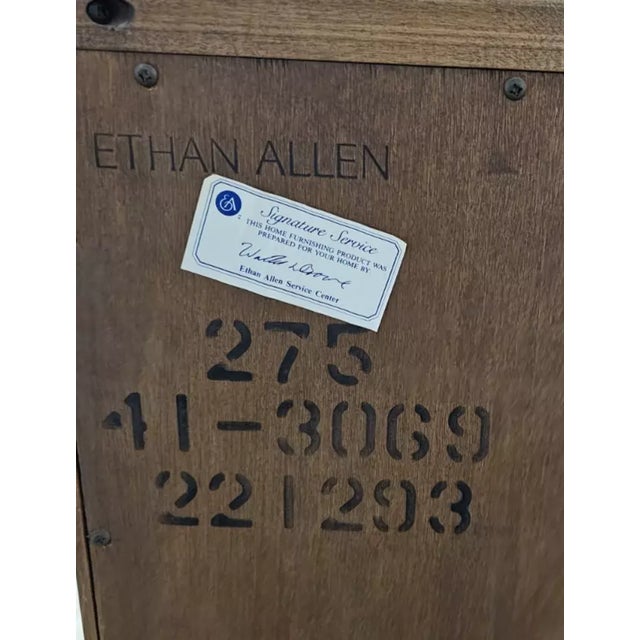 ETHAN ALLEN
EA
Signature Service
THIS HOME FURNISHING PRODUCT WAS
PREPARED FOR YOUR HOME BY:
Ethan Allen Service Center
275
41-3069
221293